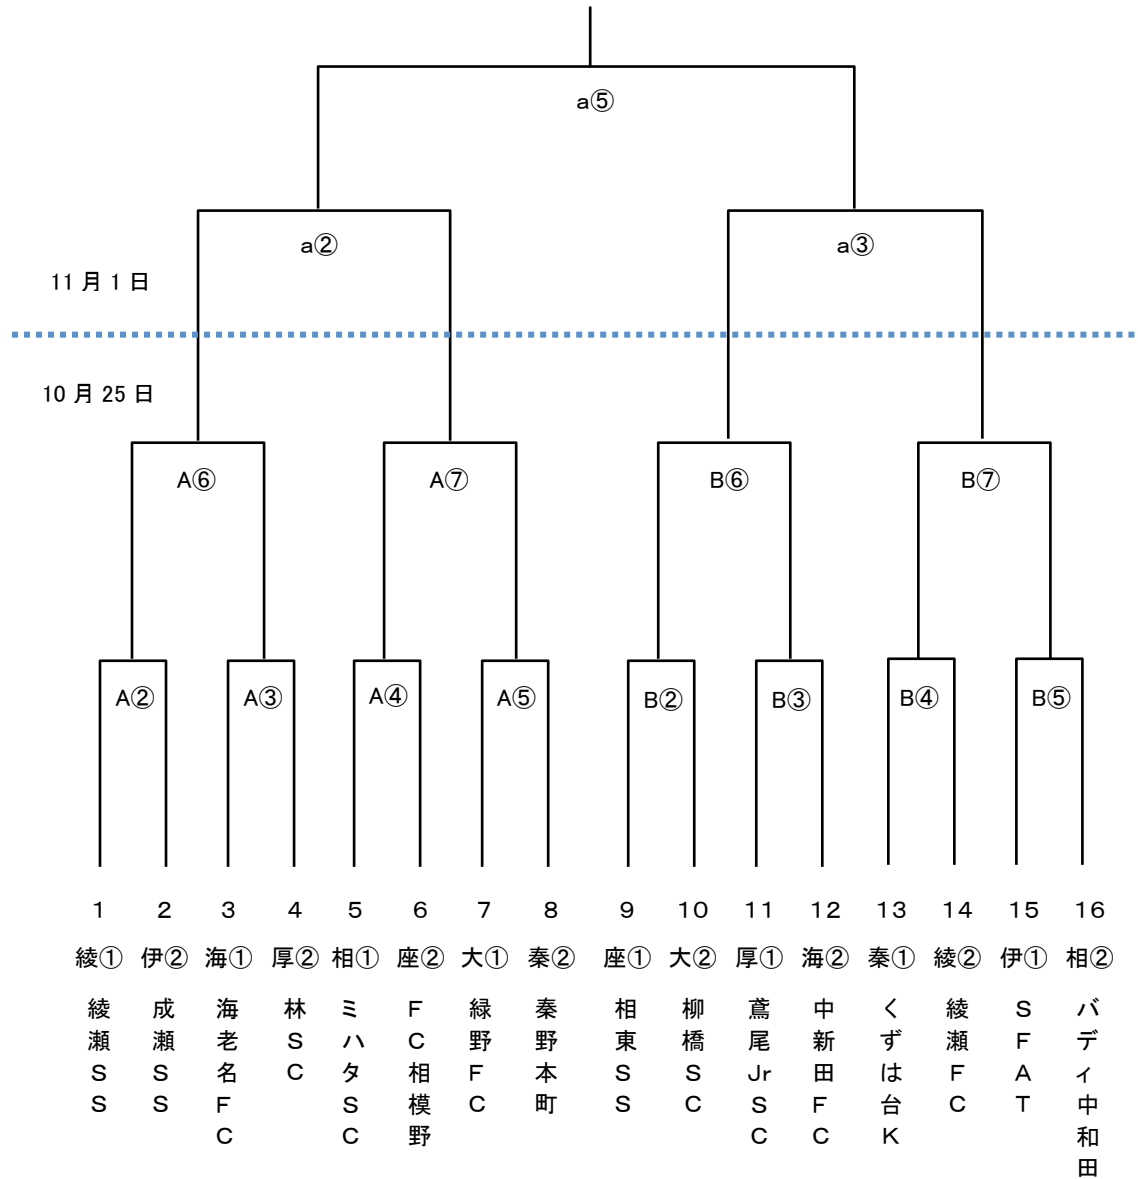 a⑤
a② a③
11月1日
10月25日
A⑥ A⑦ B⑥ B⑦
A② A③ A④ A⑤ B② B③ B④ B⑤
1 2 3 4 5 6 7 8 9 10 11 12 13 14 15 16
綾① 伊② 海① 厚② 相① 座② 大① 秦② 座① 大② 厚① 海② 秦① 綾② 伊① 相②
綾瀬SS
成瀬SS
海老名FC
林SC
ミハタSC
FC相模野
緑野FC
秦野本町
相東SS
柳橋SC
鳶尾JrSC
中新田FC
くずは台K
綾瀬FC
SFAT
バディ中和田